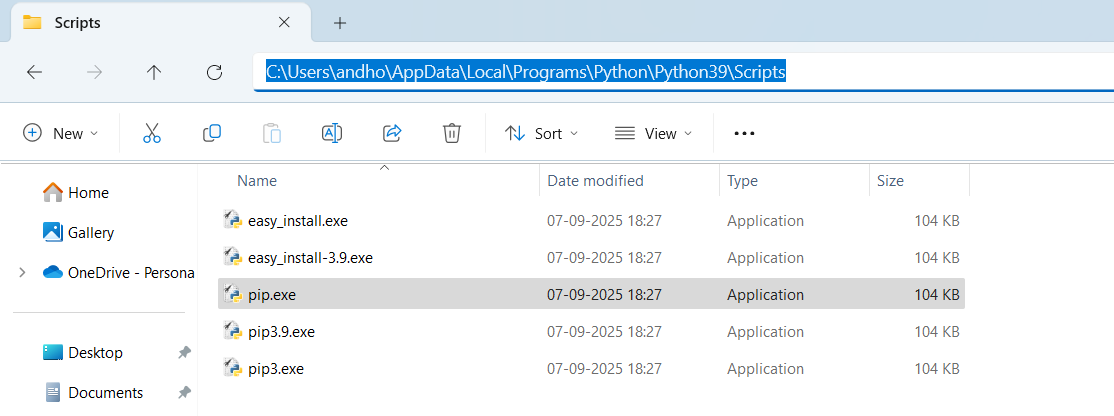 Scripts
C:\Users\andho\AppData\Local\Programs\Python\Python39\Scripts
New Sort View
Name Date modified Type Size
Home
Gallery
OneDrive - Persona
Desktop
Documents
easy_install.exe 07-09-2025 18:27 Application 104 KB
easy_install-3.9.exe 07-09-2025 18:27 Application 104 KB
pip.exe 07-09-2025 18:27 Application 104 KB
pip3.9.exe 07-09-2025 18:27 Application 104 KB
pip3.exe 07-09-2025 18:27 Application 104 KB